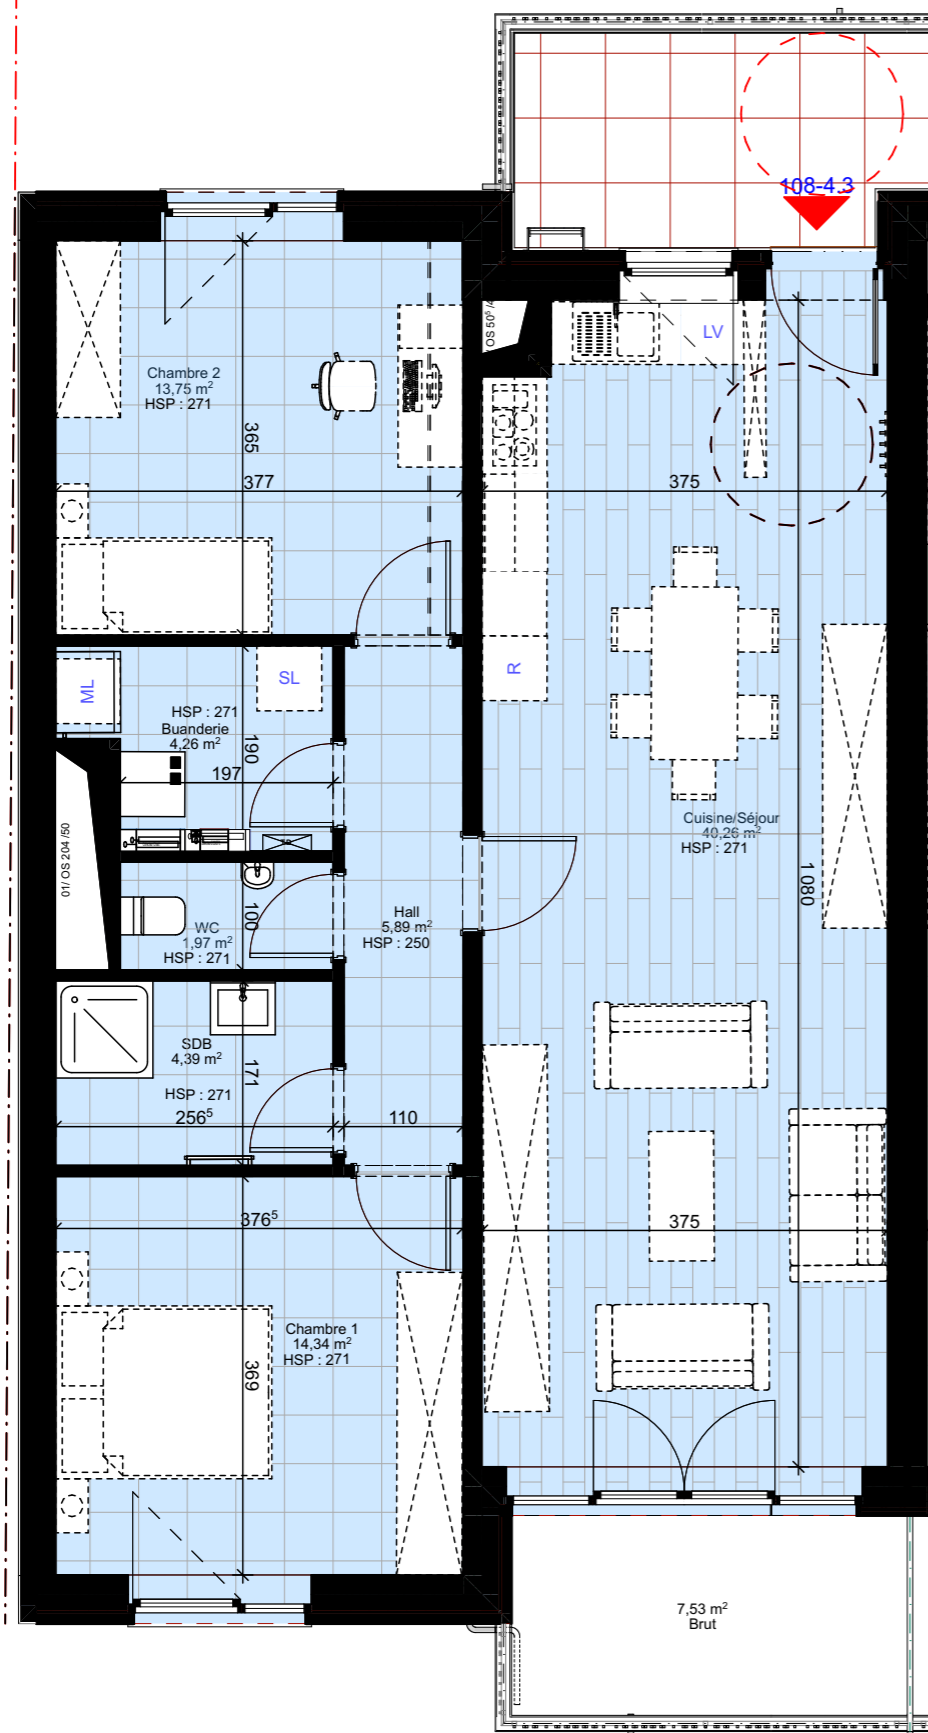 108-4.3
OS 50⁵ /4
LV
Chambre 2
13,75 m²
HSP : 271
365
377
375
R
ML
SL
HSP : 271
Buanderie
4,26 m²
190
197
01/ OS 204 /50
Cuisine/Séjour
40,26 m²
HSP : 271
1080
WC
1,97 m²
HSP : 271
100
Hall
5,89 m²
HSP : 250
SDB
4,39 m²
HSP : 271
171
256⁵
110
376⁵
375
Chambre 1
14,34 m²
HSP : 271
369
7,53 m²
Brut